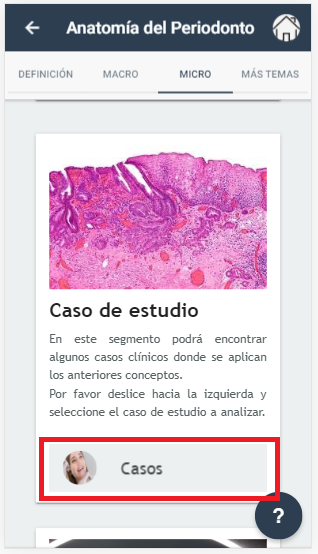 Anatomía del Periodonto
DEFINICIÓN MACRO MICRO MÁS TEMAS
Caso de estudio
En este segmento podrá encontrar
algunos casos clínicos donde se aplican
los anteriores conceptos.
Por favor deslice hacia la izquierda y
seleccione el caso de estudio a analizar.
Casos
?